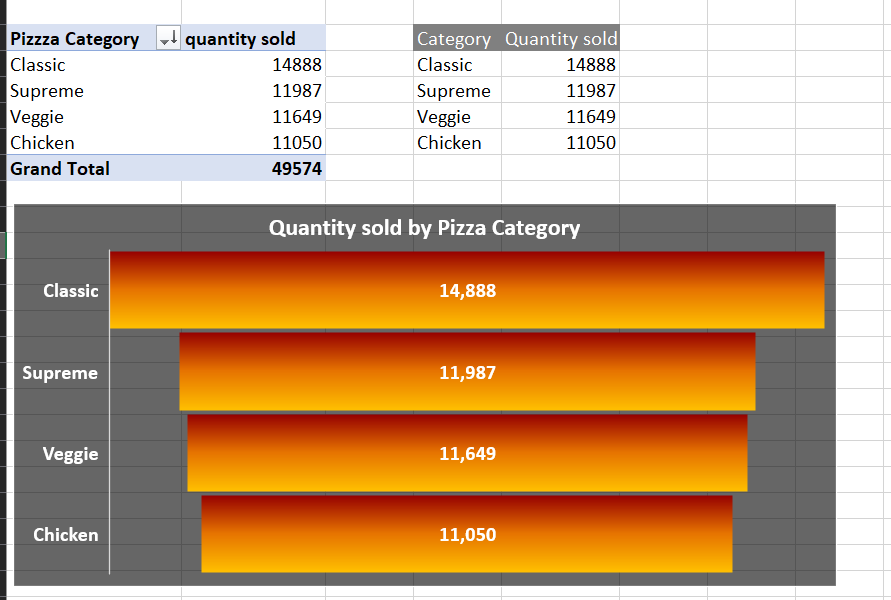 Pizzza Category quantity sold
Classic 14888
Supreme 11987
Veggie 11649
Chicken 11050
Grand Total 49574
Category Quantity sold
Classic 14888
Supreme 11987
Veggie 11649
Chicken 11050
Quantity sold by Pizza Category
Classic 14,888
Supreme 11,987
Veggie 11,649
Chicken 11,050